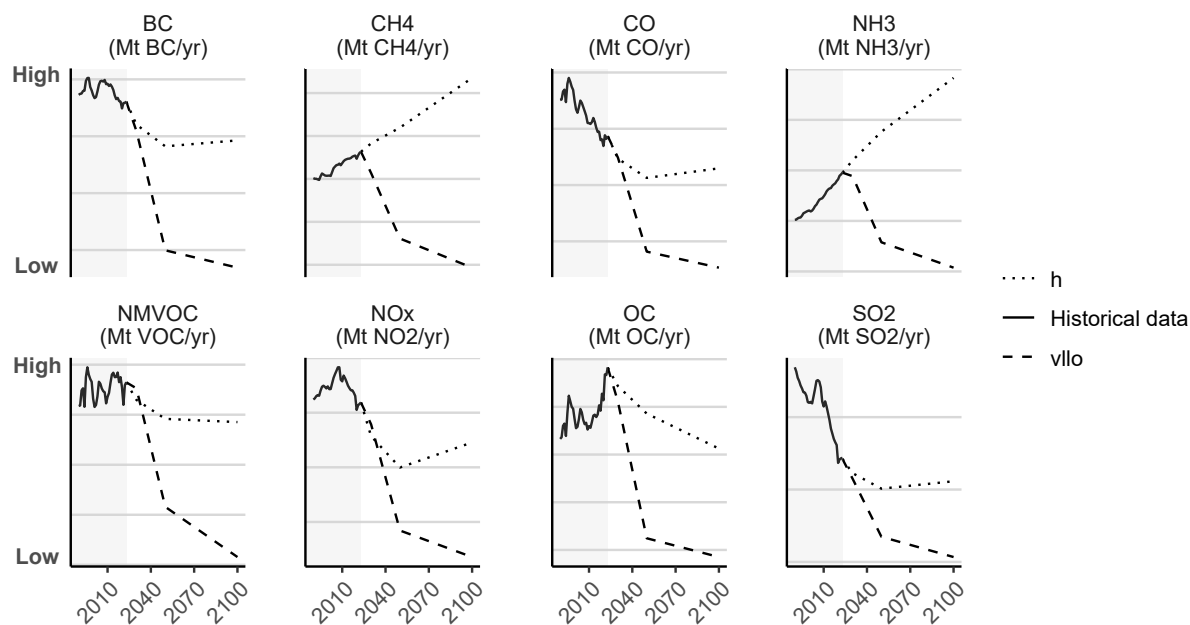 BC
(Mt BC/yr)
CH4
(Mt CH4/yr)
CO
(Mt CO/yr)
NH3
(Mt NH3/yr)
High
Low
NMVOC
(Mt VOC/yr)
NOx
(Mt NO2/yr)
OC
(Mt OC/yr)
SO2
(Mt SO2/yr)
High
Low
2010 2040 2070 2100
2010 2040 2070 2100
2010 2040 2070 2100
2010 2040 2070 2100
h
Historical data
vllo